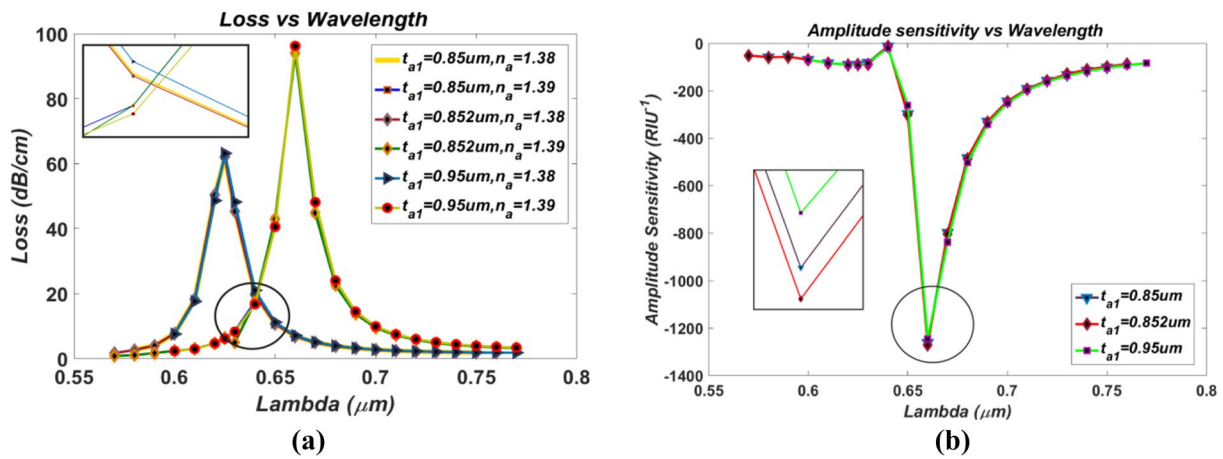 Loss vs Wavelength
Loss (dB/cm)
100
80
60
40
20
0
t_a1=0.85um,n_a=1.38
t_a1=0.85um,n_a=1.39
t_a1=0.852um,n_a=1.38
t_a1=0.852um,n_a=1.39
t_a1=0.95um,n_a=1.38
t_a1=0.95um,n_a=1.39
0.55 0.6 0.65 0.7 0.75 0.8
Lambda (μm)
(a)
Amplitude sensitivity vs Wavelength
Amplitude Sensitivity (RIU⁻¹)
0
-200
-400
-600
-800
-1000
-1200
-1400
t_a1=0.85um
t_a1=0.852um
t_a1=0.95um
0.55 0.6 0.65 0.7 0.75 0.8
Lambda (μm)
(b)